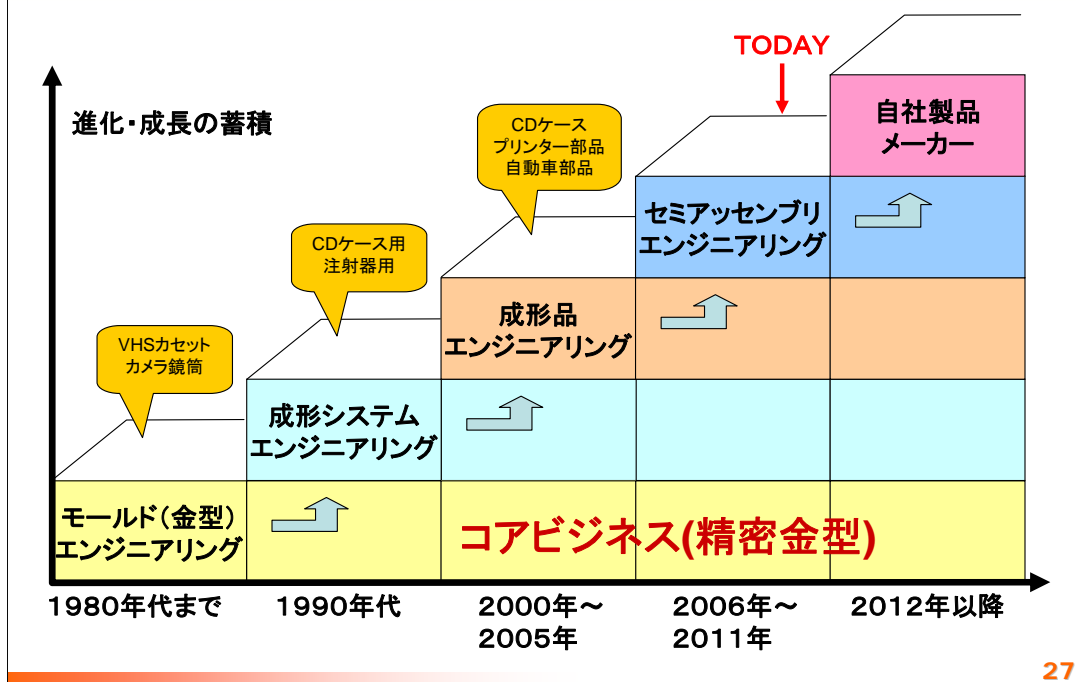 TODAY
進化・成長の蓄積
CDケース
プリンター部品
自動車部品
自社製品
メーカー
CDケース用
注射器用
セミアッセンブリ
エンジニアリング
VHSカセット
カメラ鏡筒
成形品
エンジニアリング
成形システム
エンジニアリング
モールド(金型)
エンジニアリング
コアビジネス(精密金型)
1980年代まで
1990年代
2000年~
2005年
2006年~
2011年
2012年以降
27